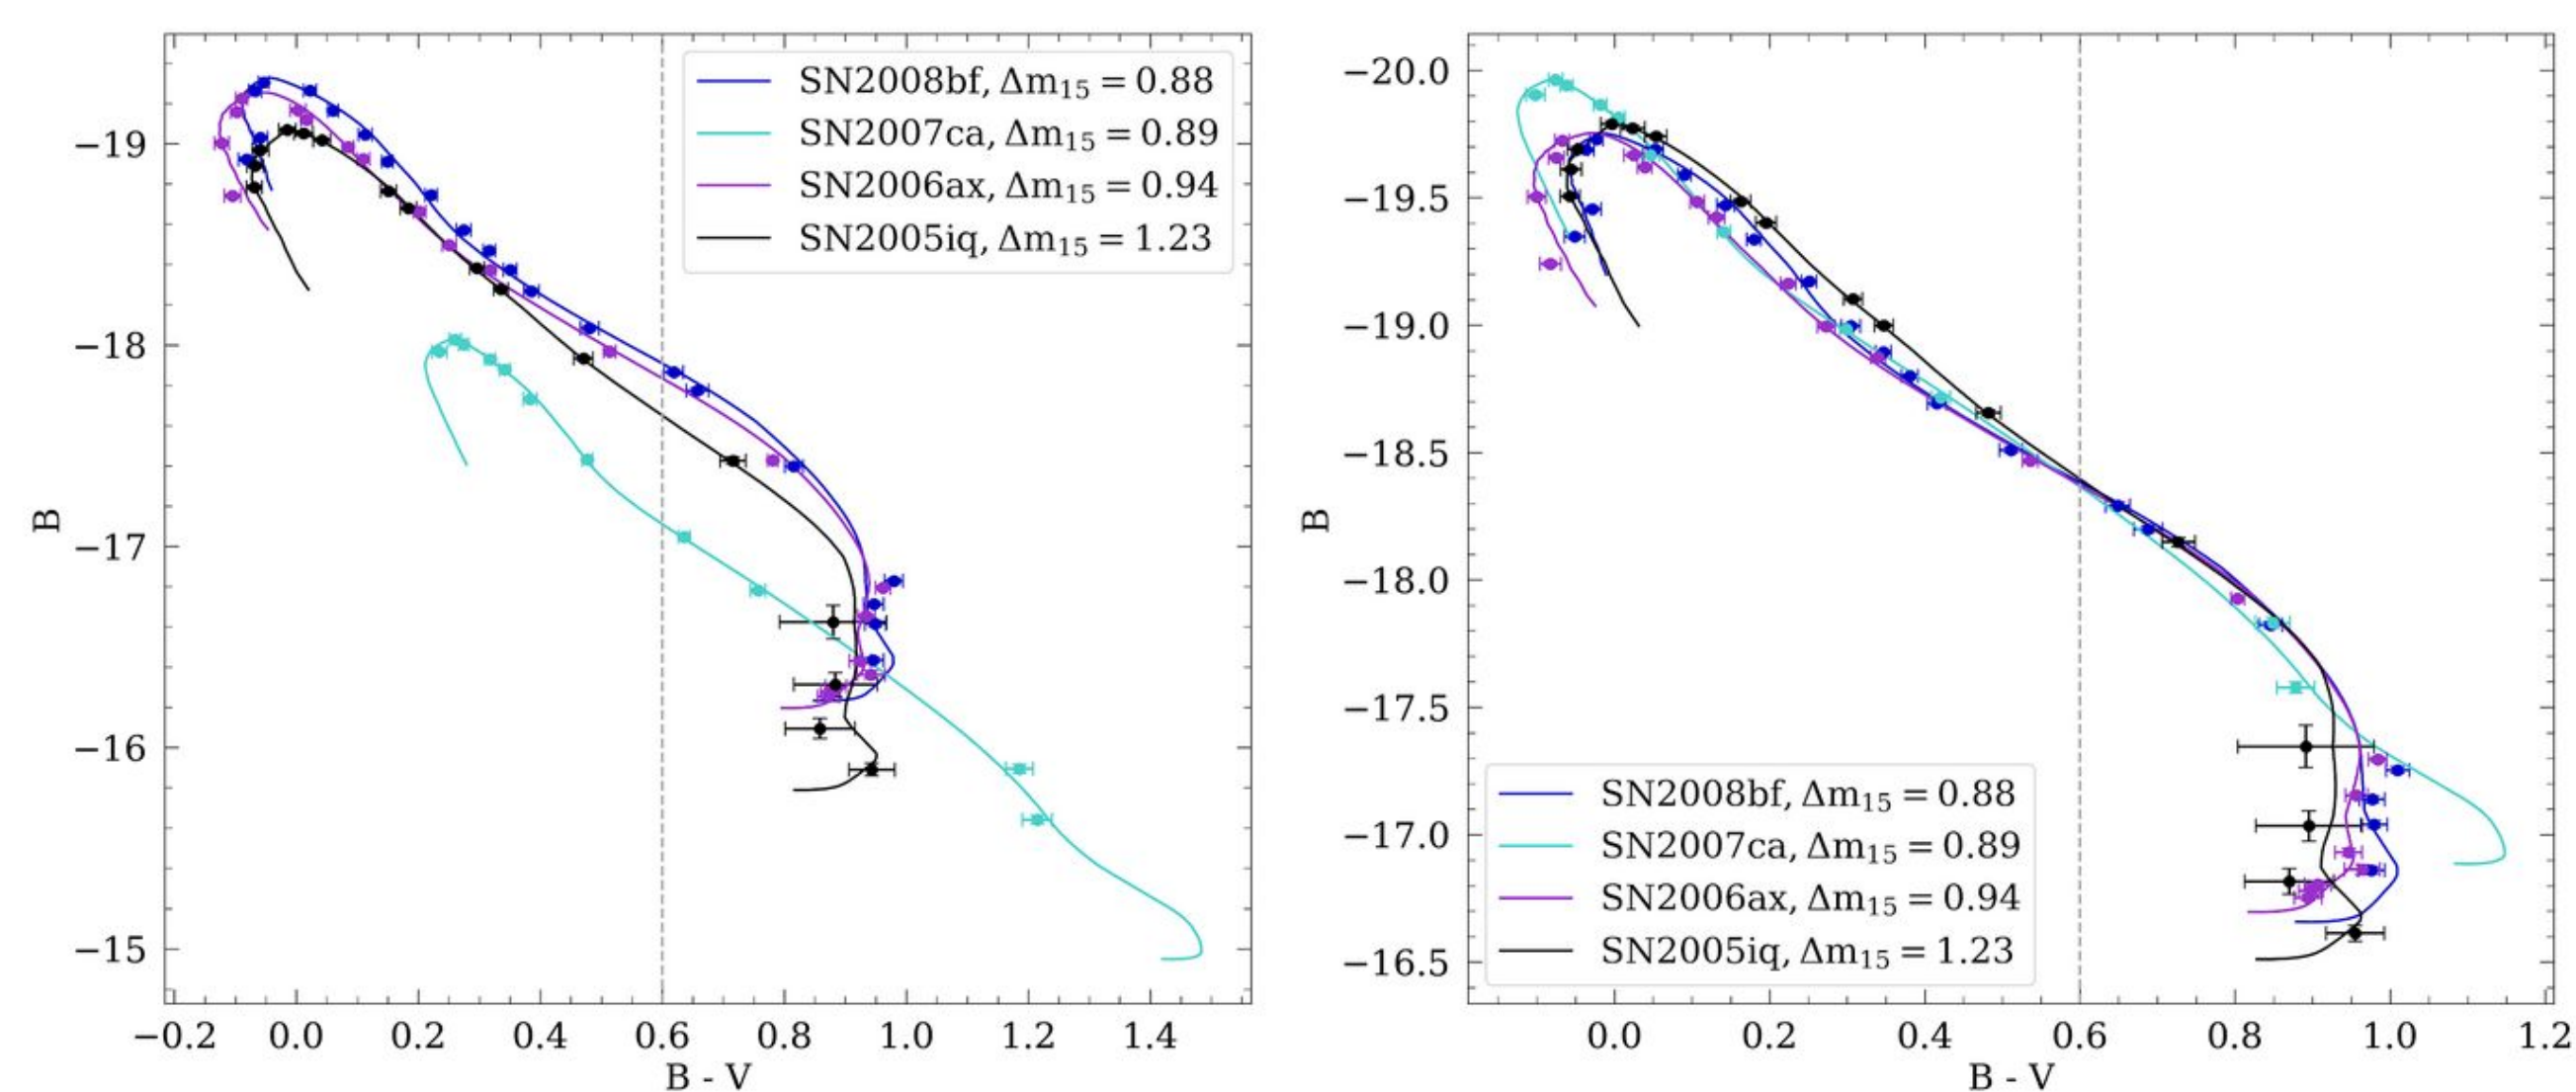 SN2008bf, Δm₁₅ = 0.88
SN2007ca, Δm₁₅ = 0.89
SN2006ax, Δm₁₅ = 0.94
SN2005iq, Δm₁₅ = 1.23
B
−19
−18
−17
−16
−15
−0.2 0.0 0.2 0.4 0.6 0.8 1.0 1.2 1.4
B - V
B
−20.0
−19.5
−19.0
−18.5
−18.0
−17.5
−17.0
−16.5
SN2008bf, Δm₁₅ = 0.88
SN2007ca, Δm₁₅ = 0.89
SN2006ax, Δm₁₅ = 0.94
SN2005iq, Δm₁₅ = 1.23
0.0 0.2 0.4 0.6 0.8 1.0 1.2
B - V